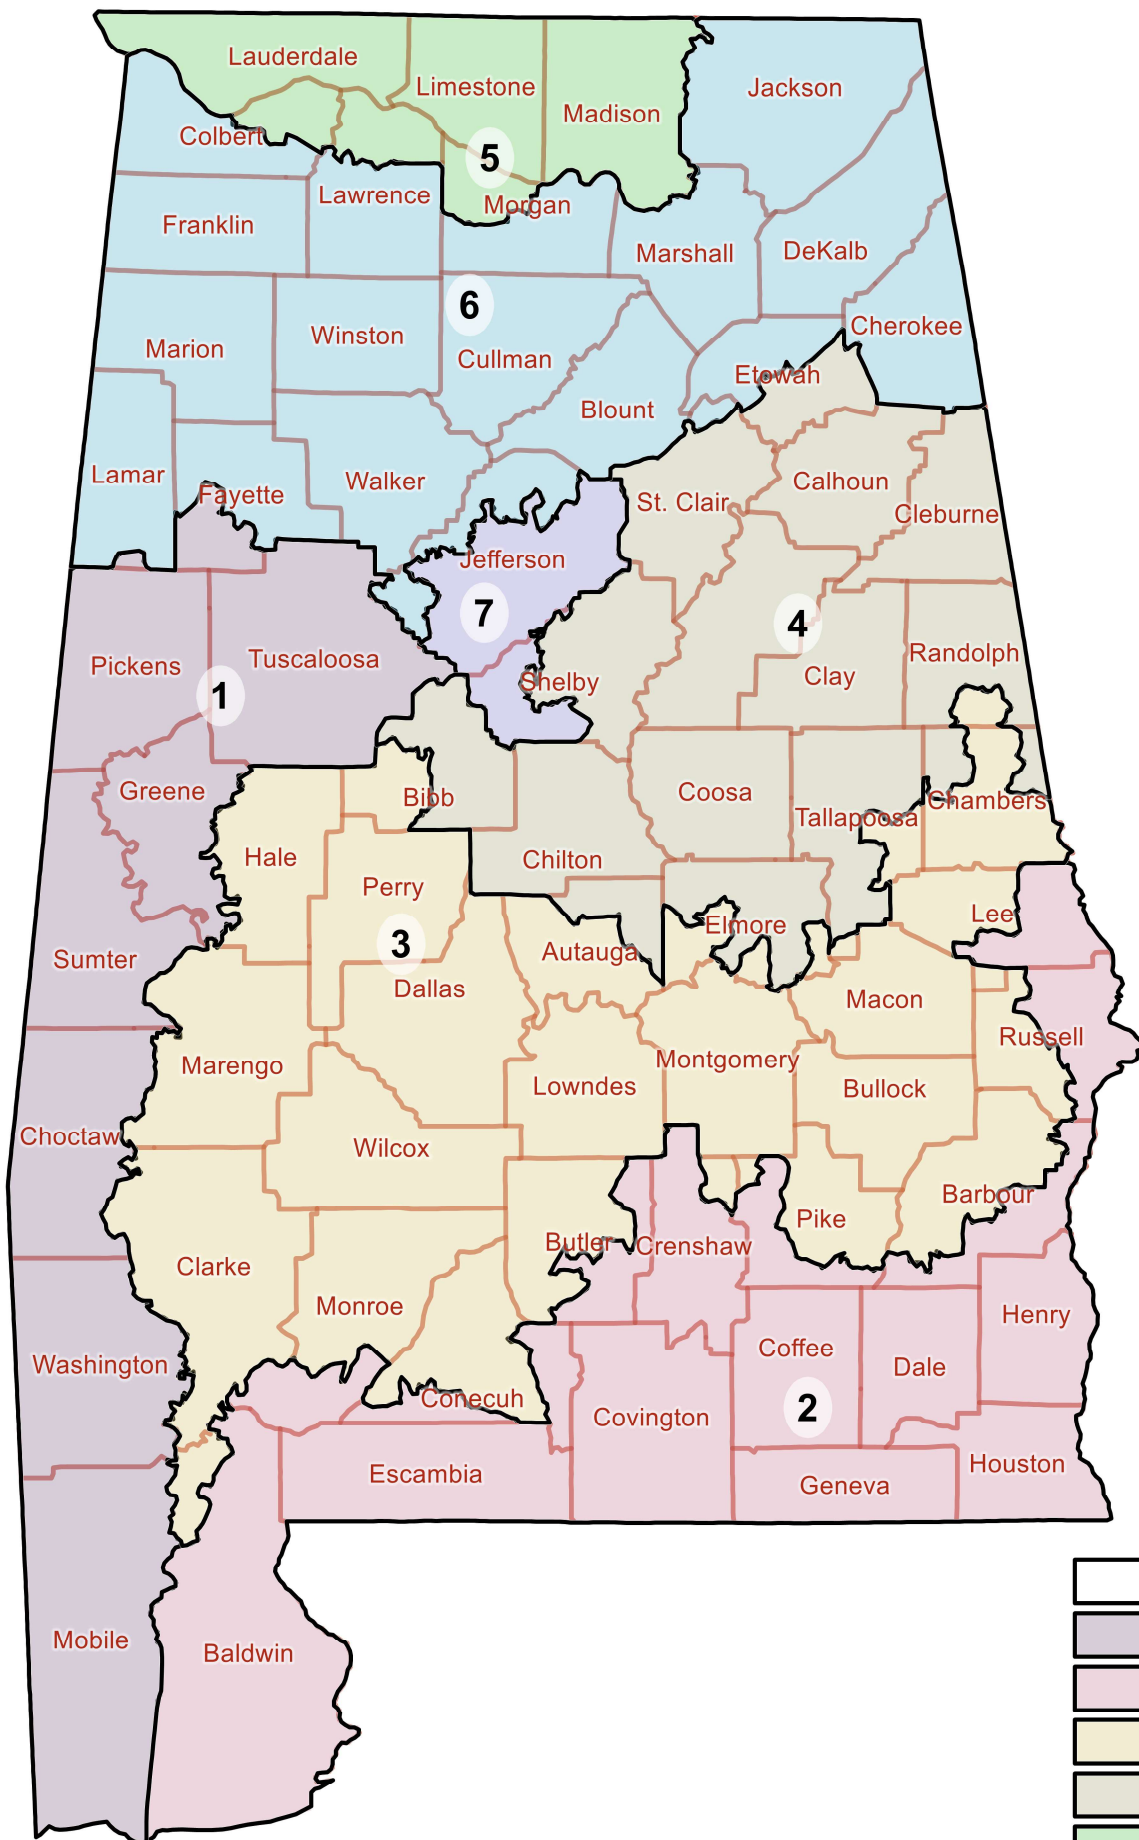 Lauderdale
Limestone
Jackson
Madison
Colbert
5
Lawrence
Morgan
Franklin
Marshall
DeKalb
6
Cherokee
Winston
Marion
Cullman
Etowah
Blount
Lamar
Walker
Calhoun
Fayette
St. Clair
Cleburne
Jefferson
7
4
Randolph
Tuscaloosa
Pickens
Clay
Shelby
1
Greene
Coosa
Bibb
Chambers
Tallapoosa
Hale
Chilton
Perry
Lee
Elmore
3
Autauga
Sumter
Dallas
Macon
Russell
Montgomery
Marengo
Lowndes
Bullock
Choctaw
Wilcox
Barbour
Pike
Butler
Crenshaw
Clarke
Monroe
Henry
Coffee
Washington
Dale
Conecuh
2
Covington
Houston
Escambia
Geneva
Mobile
Baldwin